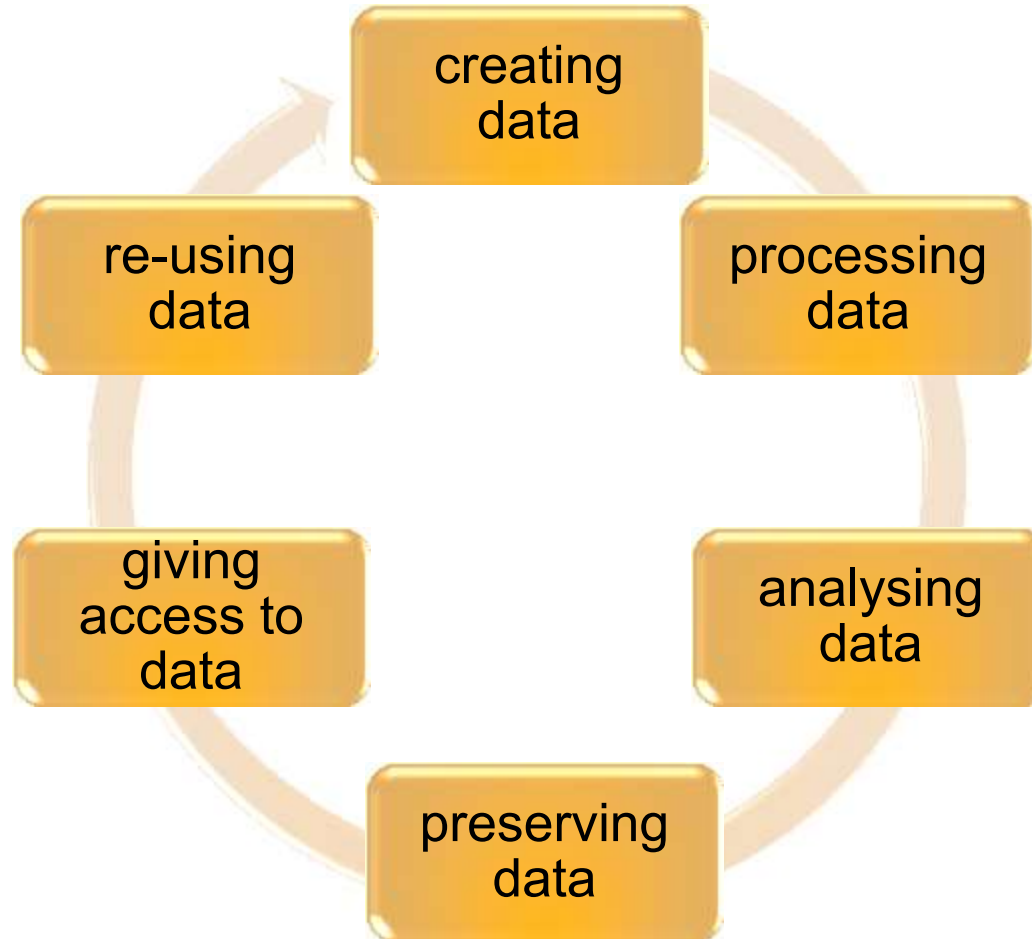 creating
data
processing
data
analysing
data
preserving
data
giving
access to
data
re-using
data